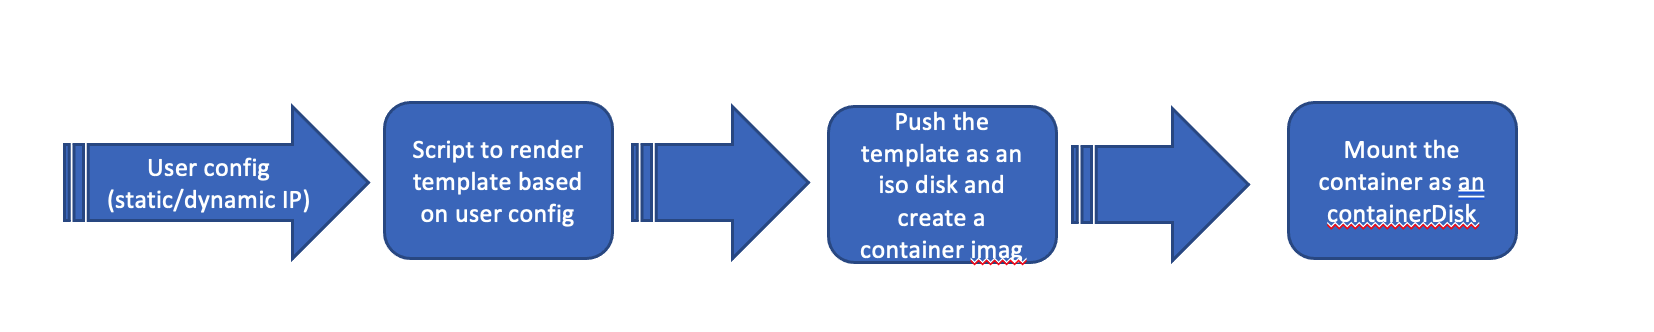 User config
(static/dynamic IP)
Script to render
template based
on user config
Push the
template as an
iso disk and
create a
container imag
Mount the
container as an
containerDisk